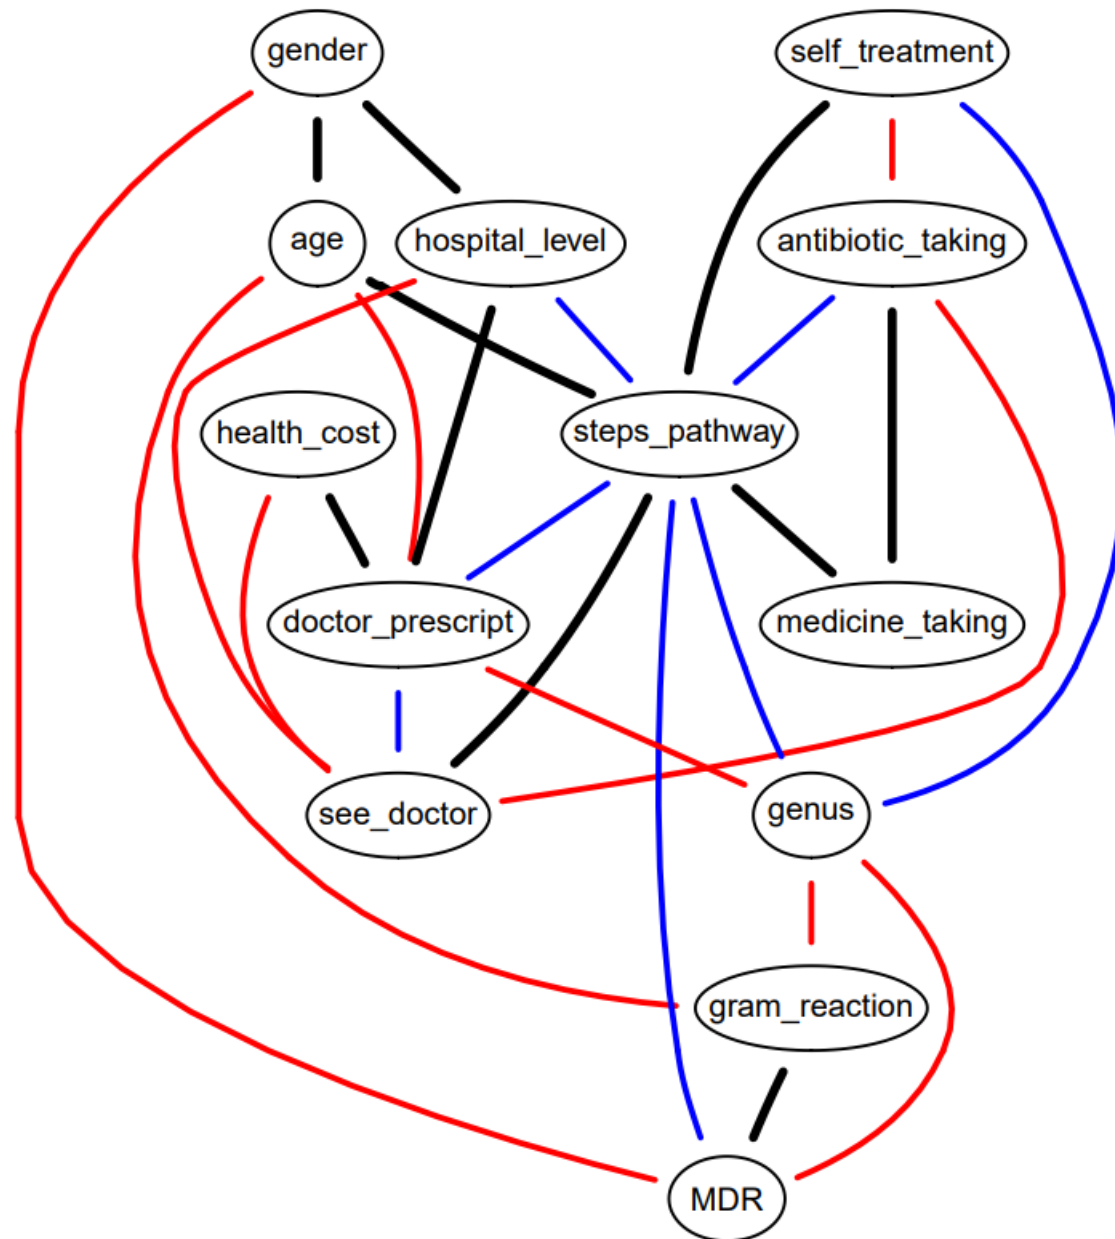 gender
self_treatment
age
hospital_level
antibiotic_taking
health_cost
steps_pathway
doctor_prescript
medicine_taking
see_doctor
genus
gram_reaction
MDR